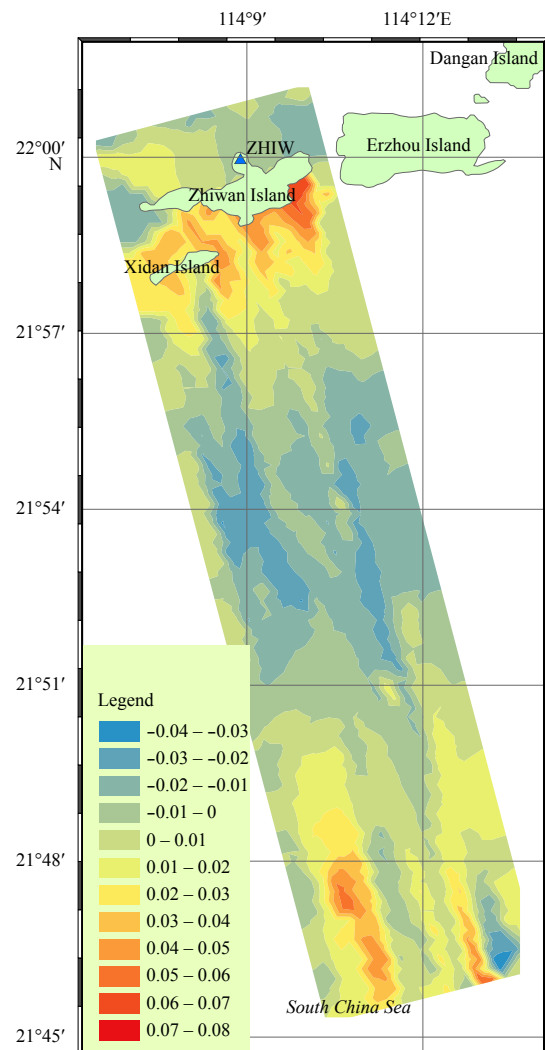 114°9′ 114°12′
Dangan Island
22°00′
N
ZHIW
Erzhou Island
Zhiwan Island
Xidan Island
21°57′
21°54′
21°51′
Legend
-0.04 – -0.03
-0.03 – -0.02
-0.02 – -0.01
-0.01 – 0
0 – 0.01
0.01 – 0.02
21°48′
0.02 – 0.03
0.03 – 0.04
0.04 – 0.05
0.05 – 0.06
0.06 – 0.07
0.07 – 0.08
South China Sea
21°45′